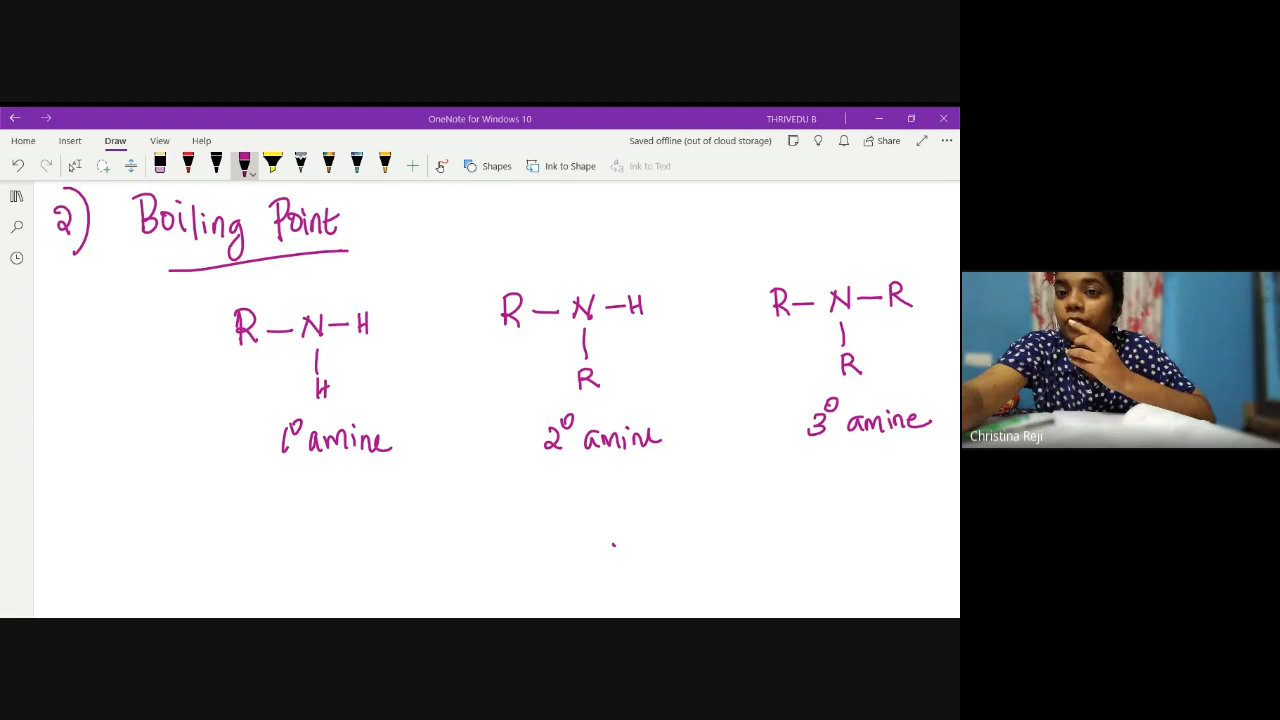 OneNote for Windows 10
THRIVEDU B
Home Insert Draw View Help
Saved offline (out of cloud storage)
Share
Shapes Ink to Shape Ink to Text
2) Boiling Point
R — N — H
H
1° amine
R — N — H
R
2° amine
R — N — R
R
3° amine
Christina Reji